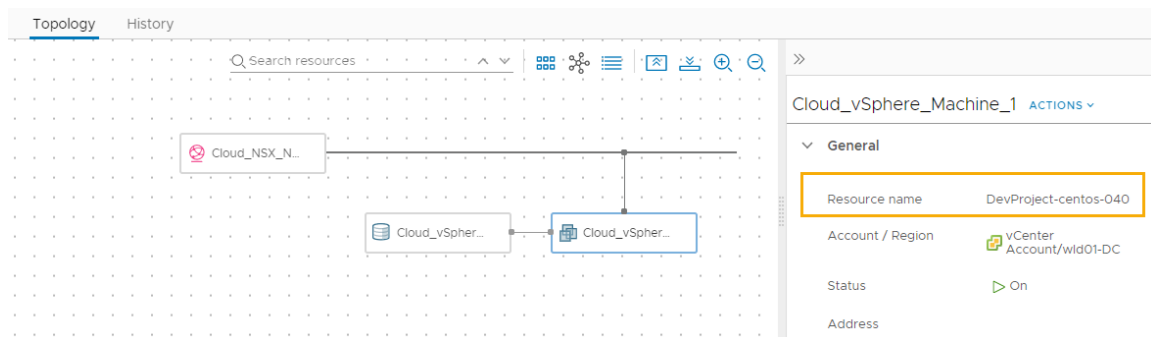 Topology History
Search resources
Cloud_NSX_N...
Cloud_vSpher...
Cloud_vSpher...
Cloud_vSphere_Machine_1 ACTIONS
General
Resource name DevProject-centos-040
Account / Region vCenter
Account/wld01-DC
Status On
Address